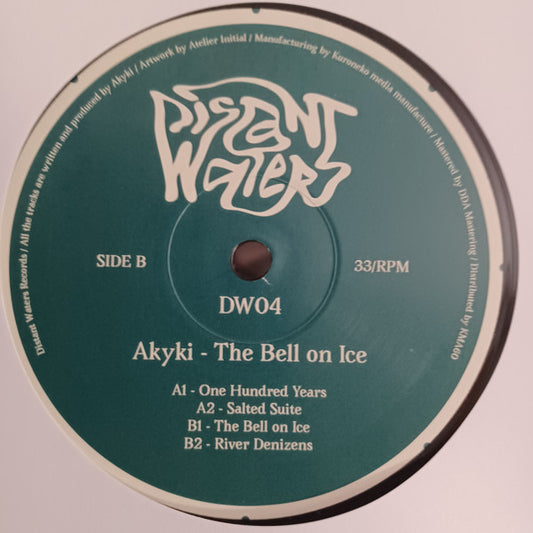 Distant Waters Records / All the tracks are written and produced by Akyki / Artwork by Atelier Initial / Manufacturing by Kuroneko media manufacture / Mastered by DDA Mastering / Distributed by KMA60
DISTANT
WATERS
SIDE B
33/RPM
DW04
Akyki - The Bell on Ice
A1 - One Hundred Years
A2 - Salted Suite
B1 - The Bell on Ice
B2 - River Denizens